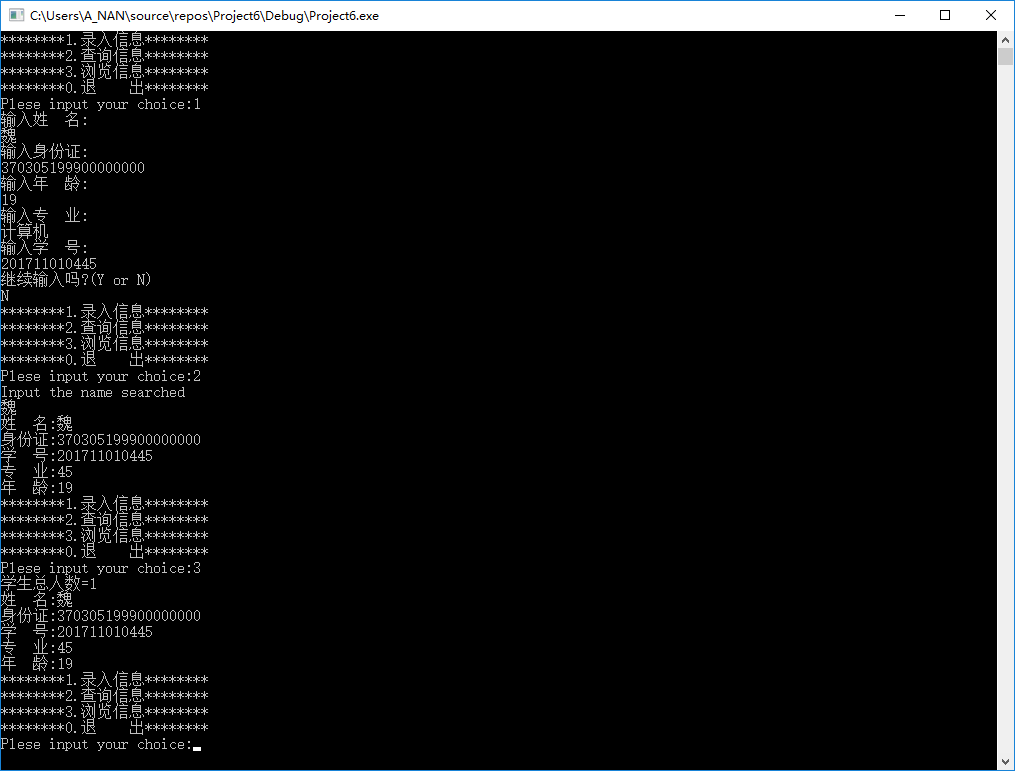 C:\Users\A_NAN\source\repos\Project6\Debug\Project6.exe
********1.录入信息********
********2.查询信息********
********3.浏览信息********
********0.退    出********
Plese input your choice:1
输入姓  名:
魏
输入身份证:
370305199900000000
输入年  龄:
19
输入专  业:
计算机
输入学  号:
201711010445
继续输入吗?(Y or N)
N
********1.录入信息********
********2.查询信息********
********3.浏览信息********
********0.退    出********
Plese input your choice:2
Input the name searched
魏
姓  名:魏
身份证:370305199900000000
学  号:201711010445
专  业:45
年  龄:19
********1.录入信息********
********2.查询信息********
********3.浏览信息********
********0.退    出********
Plese input your choice:3
学生总人数=1
姓  名:魏
身份证:370305199900000000
学  号:201711010445
专  业:45
年  龄:19
********1.录入信息********
********2.查询信息********
********3.浏览信息********
********0.退    出********
Plese input your choice: